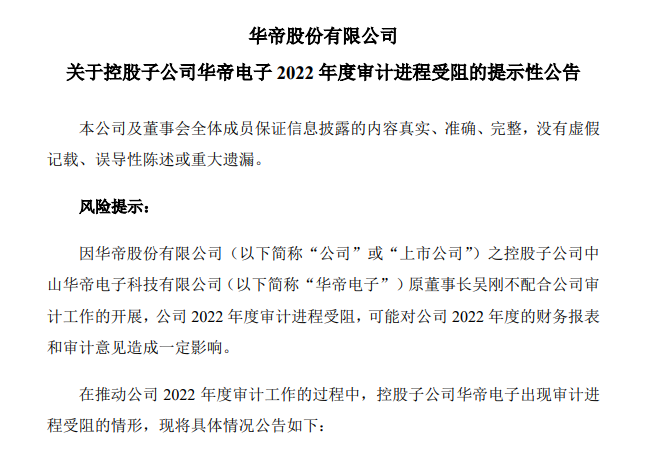 华帝股份有限公司
关于控股子公司华帝电子 2022 年度审计进程受阻的提示性公告
本公司及董事会全体成员保证信息披露的内容真实、准确、完整，没有虚假
记载、误导性陈述或重大遗漏。
风险提示：
因华帝股份有限公司（以下简称“公司”或“上市公司”）之控股子公司中
山华帝电子科技有限公司（以下简称“华帝电子”）原董事长吴刚不配合公司审
计工作的开展，公司 2022 年度审计进程受阻，可能对公司 2022 年度的财务报表
和审计意见造成一定影响。
在推动公司 2022 年度审计工作的过程中，控股子公司华帝电子出现审计进
程受阻的情形，现将具体情况公告如下：